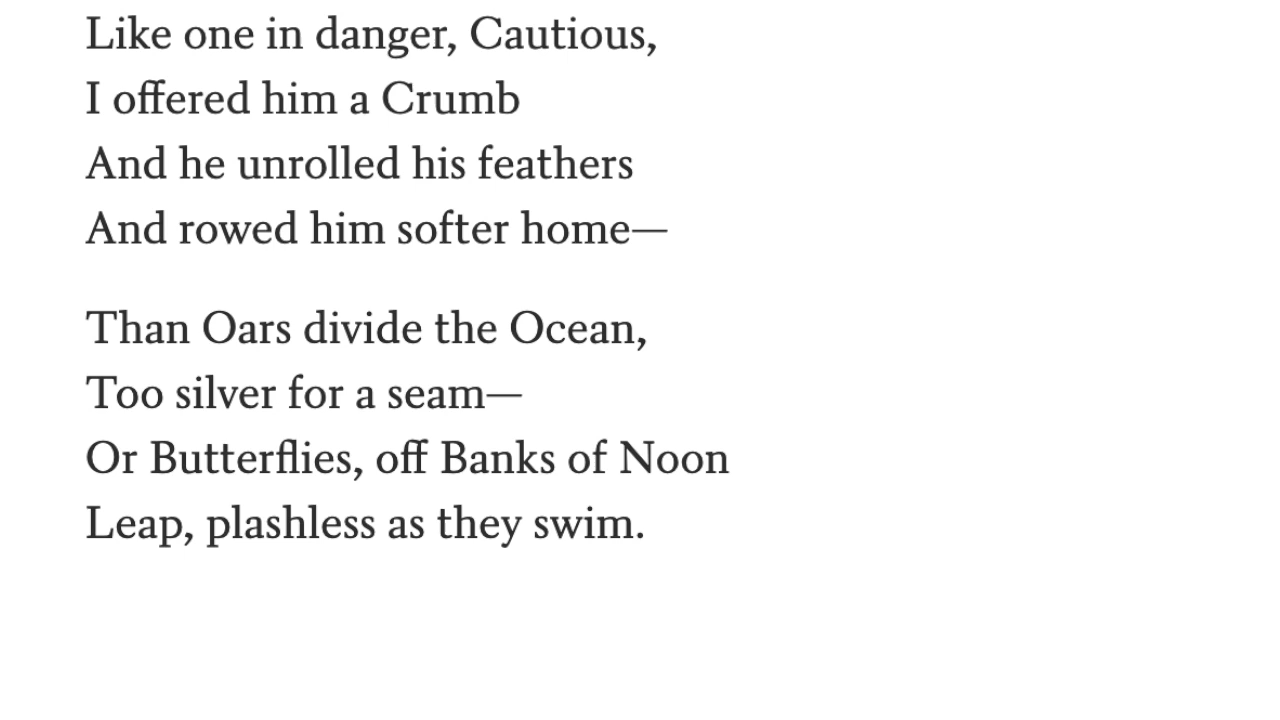 Like one in danger, Cautious,
I offered him a Crumb
And he unrolled his feathers
And rowed him softer home—
Than Oars divide the Ocean,
Too silver for a seam—
Or Butterflies, off Banks of Noon
Leap, plashless as they swim.